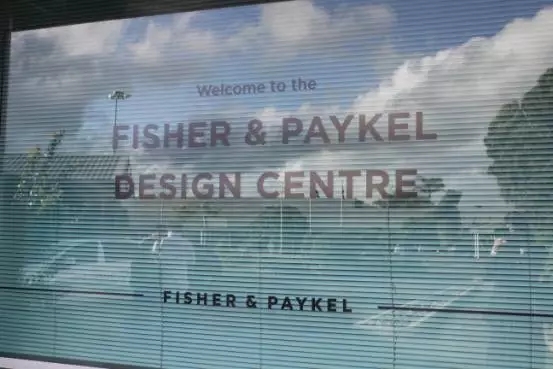 Welcome to the
FISHER & PAYKEL
DESIGN CENTRE
FISHER & PAYKEL